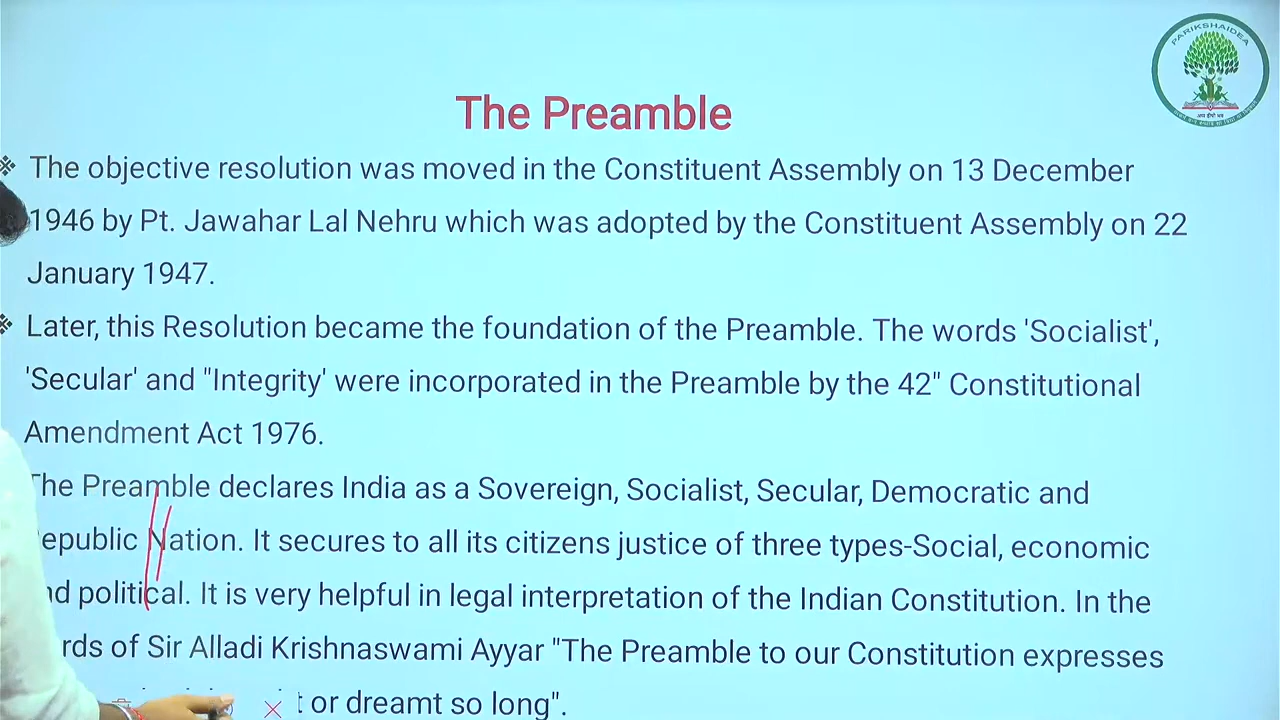 PARIKSHAIDEA
The Preamble
The objective resolution was moved in the Constituent Assembly on 13 December
1946 by Pt. Jawahar Lal Nehru which was adopted by the Constituent Assembly on 22
January 1947.
Later, this Resolution became the foundation of the Preamble. The words 'Socialist',
'Secular' and "Integrity' were incorporated in the Preamble by the 42" Constitutional
Amendment Act 1976.
The Preamble declares India as a Sovereign, Socialist, Secular, Democratic and
epublic Nation. It secures to all its citizens justice of three types-Social, economic
nd political. It is very helpful in legal interpretation of the Indian Constitution. In the
rds of Sir Alladi Krishnaswami Ayyar "The Preamble to our Constitution expresses
t or dreamt so long".